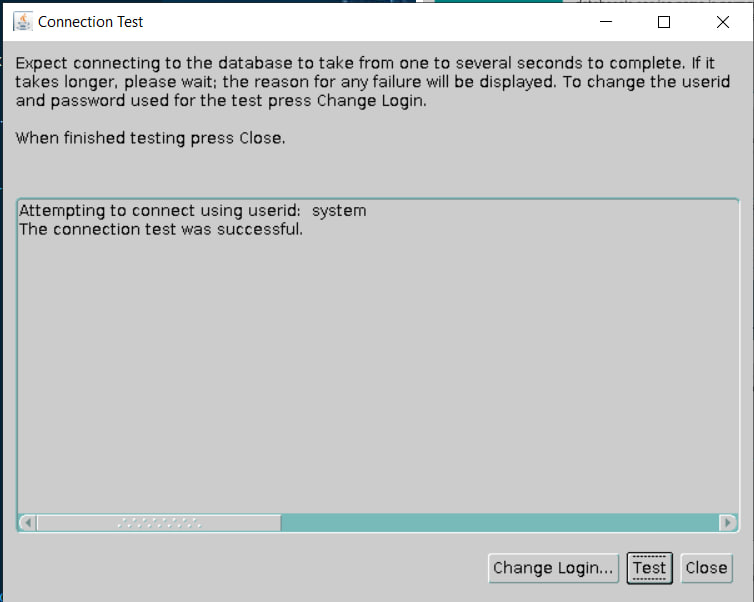 Connection Test
Expect connecting to the database to take from one to several seconds to complete. If it
takes longer, please wait; the reason for any failure will be displayed. To change the userid
and password used for the test press Change Login.
When finished testing press Close.
Attempting to connect using userid:  system
The connection test was successful.
Change Login... Test Close